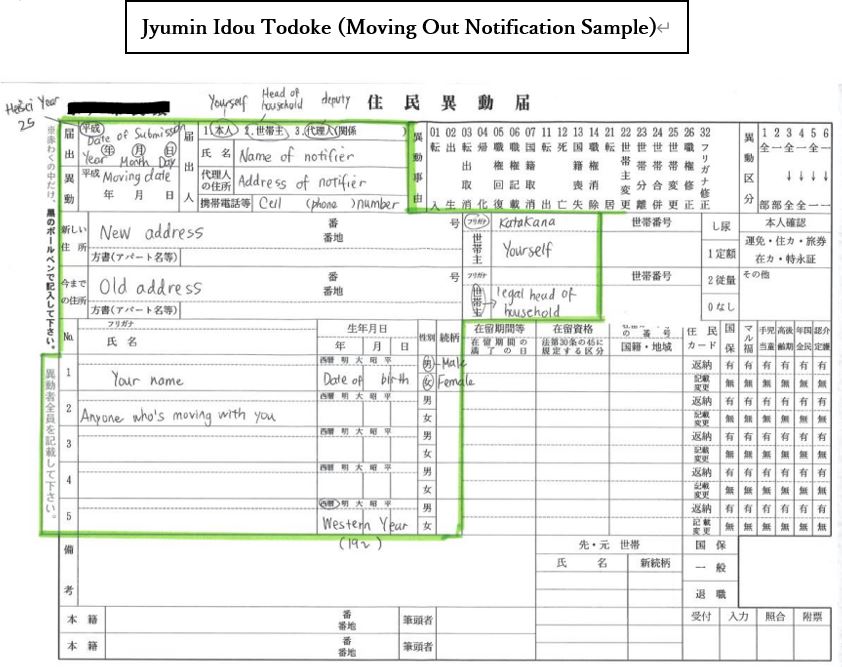 Jyumin Idou Todoke (Moving Out Notification Sample)↵
Heisei Year
25
Yourself Head of household deputy 住民異動届
届出 平成 Date of Submission
年 月 日
Year Month Day
届出人 1.本人 2.世帯主 3.代理人(関係 )
氏名 Name of notifier
異動 平成 Moving date
年 月 日
代理人の住所 Address of notifier
携帯電話等 Cell (phone) number
異動事由
01 転入
02 出生
03 転出取消
04 帰化
05 職権回復
06 職権記載
07 国籍取消
11 転出
12 死亡
13 国籍喪失
14 職権消除
21 転居
22 世帯主変更
23 世帯分離
24 世帯合併
25 世帯変更
26 職権修正
32 フリガナ修正
異動区分
1 2 3 4 5 6
全 一 一 全 一 一
↓ ↓ ↓ ↓
部 部 全 全 一 一
※赤わくの中だけ、黒のボールペンで記入して下さい。
異動者全員を記載して下さい。
新しい住所 New address 番 番地 号
方書(アパート名等)
フリガナ Katakana
世帯主 Yourself
世帯番号
今までの住所 Old address 番 番地 号
方書(アパート名等)
フリガナ
世帯主 legal head of household
世帯番号
し尿
1 定額
2 従量
0 なし
本人確認
運免・住カ・旅券
在カ・特永証
その他
No. フリガナ 氏名 生年月日 年 月 日 性別 続柄
在留期間等 在留期間の満了の日
在留資格 法第30条の45に規定する区分
の番号
国籍・地域
住民カード 国保 マル福 手当 児童 高齢 後期 年金 国民 認定 介護
1 Your name 西暦 明 大 昭 平 Date of birth 男 - Male 女 Female 返納 有 有 有 有 有 有
記載変更 無 無 無 無 無 無
2 Anyone who's moving with you 西暦 明 大 昭 平 男 女 返納 有 有 有 有 有 有
記載変更 無 無 無 無 無 無
3 西暦 明 大 昭 平 男 女 返納 有 有 有 有 有 有
記載変更 無 無 無 無 無 無
4 西暦 明 大 昭 平 男 女 返納 有 有 有 有 有 有
記載変更 無 無 無 無 無 無
5 西暦 明 大 昭 平 Western Year 男 女 返納 有 有 有 有 有 有
記載変更 無 無 無 無 無 無
(19 )
備考
先・元 世帯
氏名 新続柄
国保
一般
退職
本籍 番 番地 筆頭者
本籍 番 番地 筆頭者
受付 入力 照合 附票